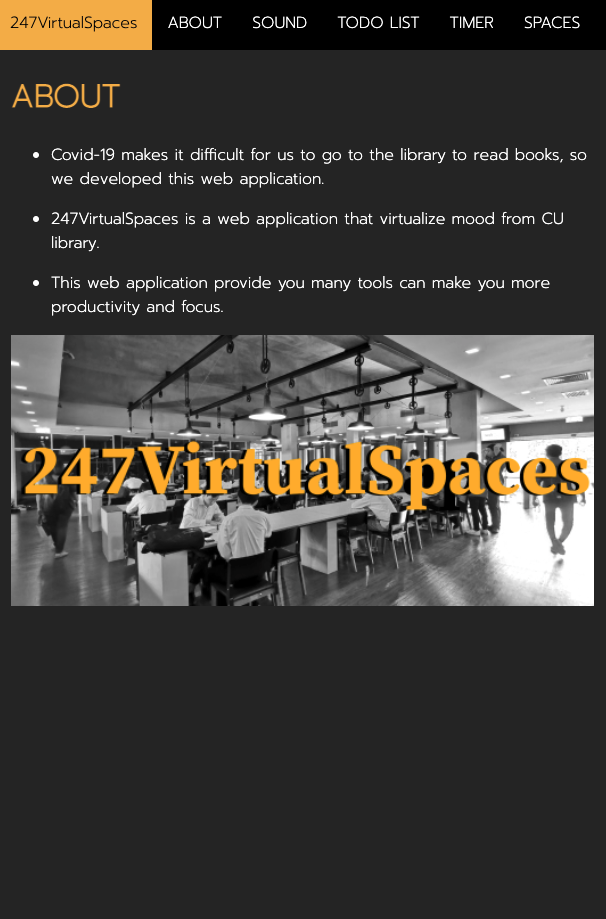 247VirtualSpaces ABOUT SOUND TODO LIST TIMER SPACES
ABOUT
Covid-19 makes it difficult for us to go to the library to read books, so
we developed this web application.
247VirtualSpaces is a web application that virtualize mood from CU
library.
This web application provide you many tools can make you more
productivity and focus.
247VirtualSpaces